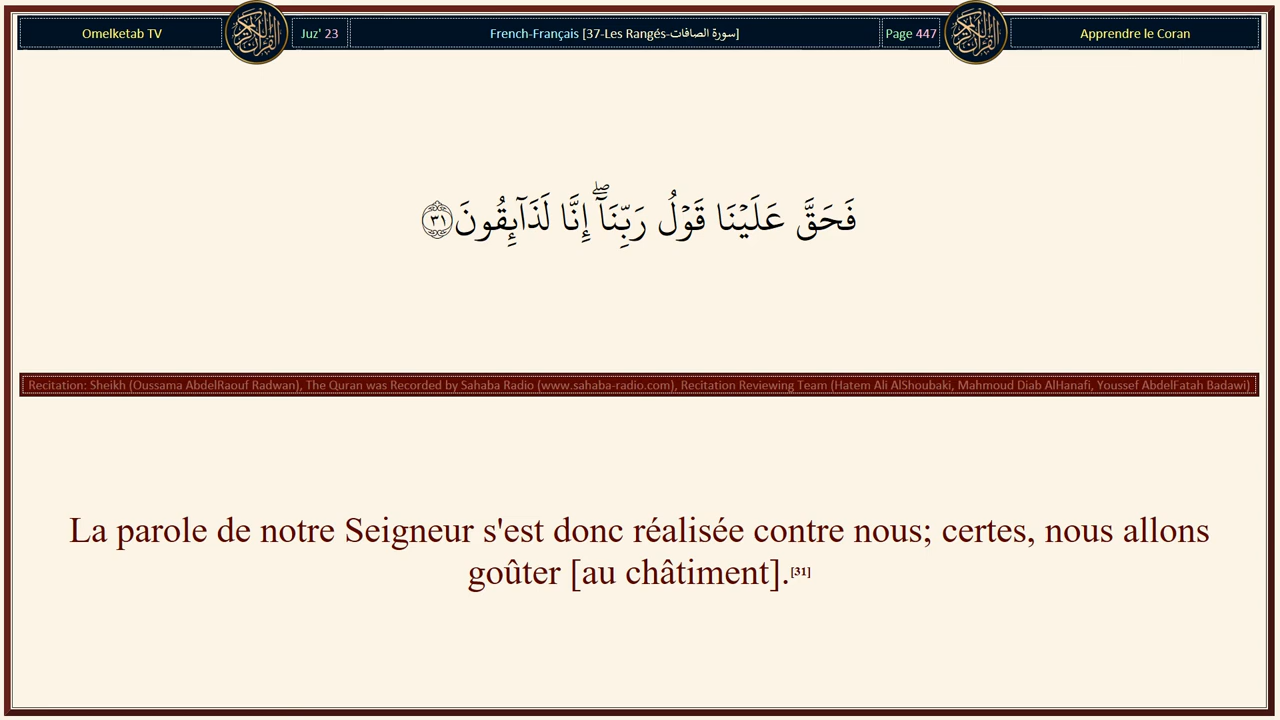 Omelketab TV
Juz' 23
French-Français [37-Les Rangés-سورة الصافات]
Page 447
Apprendre le Coran
فَحَقَّ عَلَيۡنَا قَوۡلُ رَبِّنَآۖ إِنَّا لَذَآئِقُونَ ٣١
Recitation: Sheikh (Oussama AbdelRaouf Radwan), The Quran was Recorded by Sahaba Radio (www.sahaba-radio.com), Recitation Reviewing Team (Hatem Ali AlShoubaki, Mahmoud Diab AlHanafi, Youssef AbdelFatah Badawi)
La parole de notre Seigneur s'est donc réalisée contre nous; certes, nous allons
goûter [au châtiment].[31]